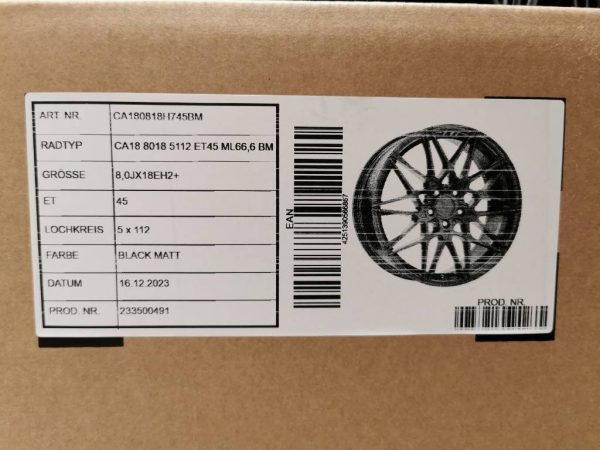 ART. NR. CA180818H745BM
RADTYP CA18 8018 5112 ET45 ML66,6 BM
GRÖSSE 8,0JX18EH2+
ET 45
LOCHKREIS 5 x 112
FARBE BLACK MATT
DATUM 16.12.2023
PROD. NR. 233500491
EAN
PROD. NR.